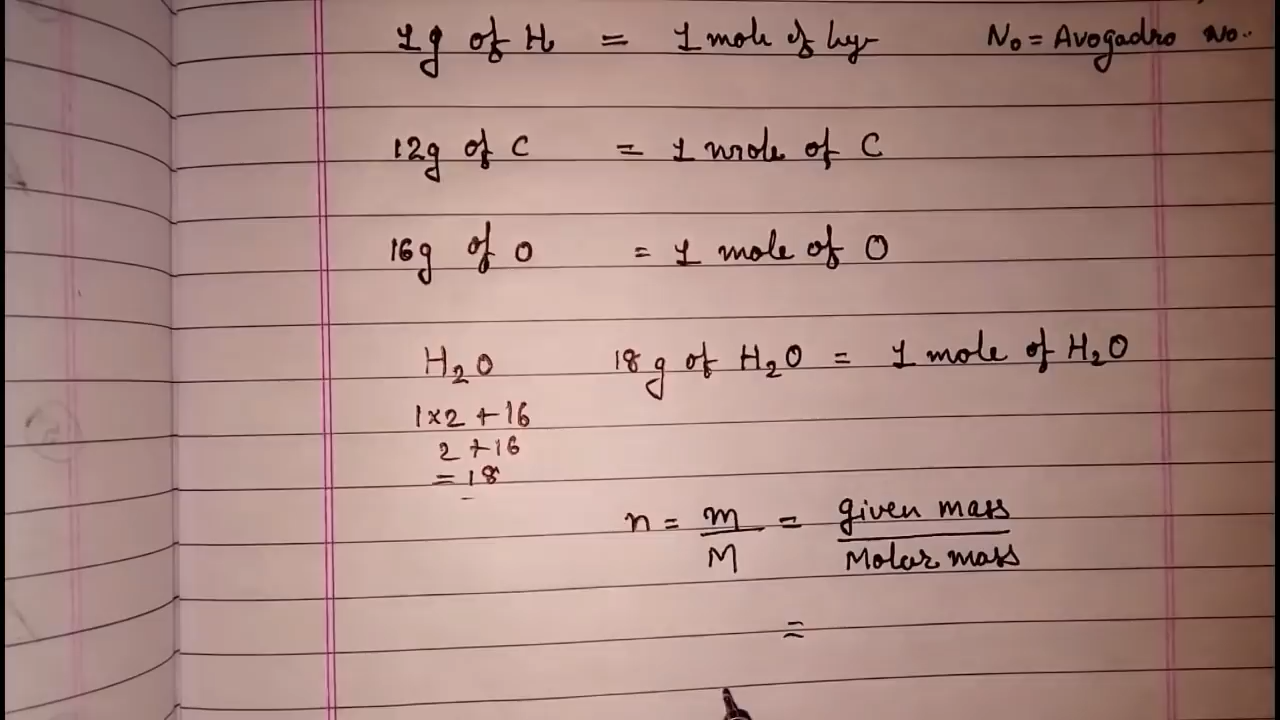 1g of H = 1 mole of hy N₀ = Avogadro No.
12g of C = 1 mole of C
16g of O = 1 mole of O
H₂O 18g of H₂O = 1 mole of H₂O
1×2 +16
2 +16
= 18
n = m/M = given mass/Molar mass
=